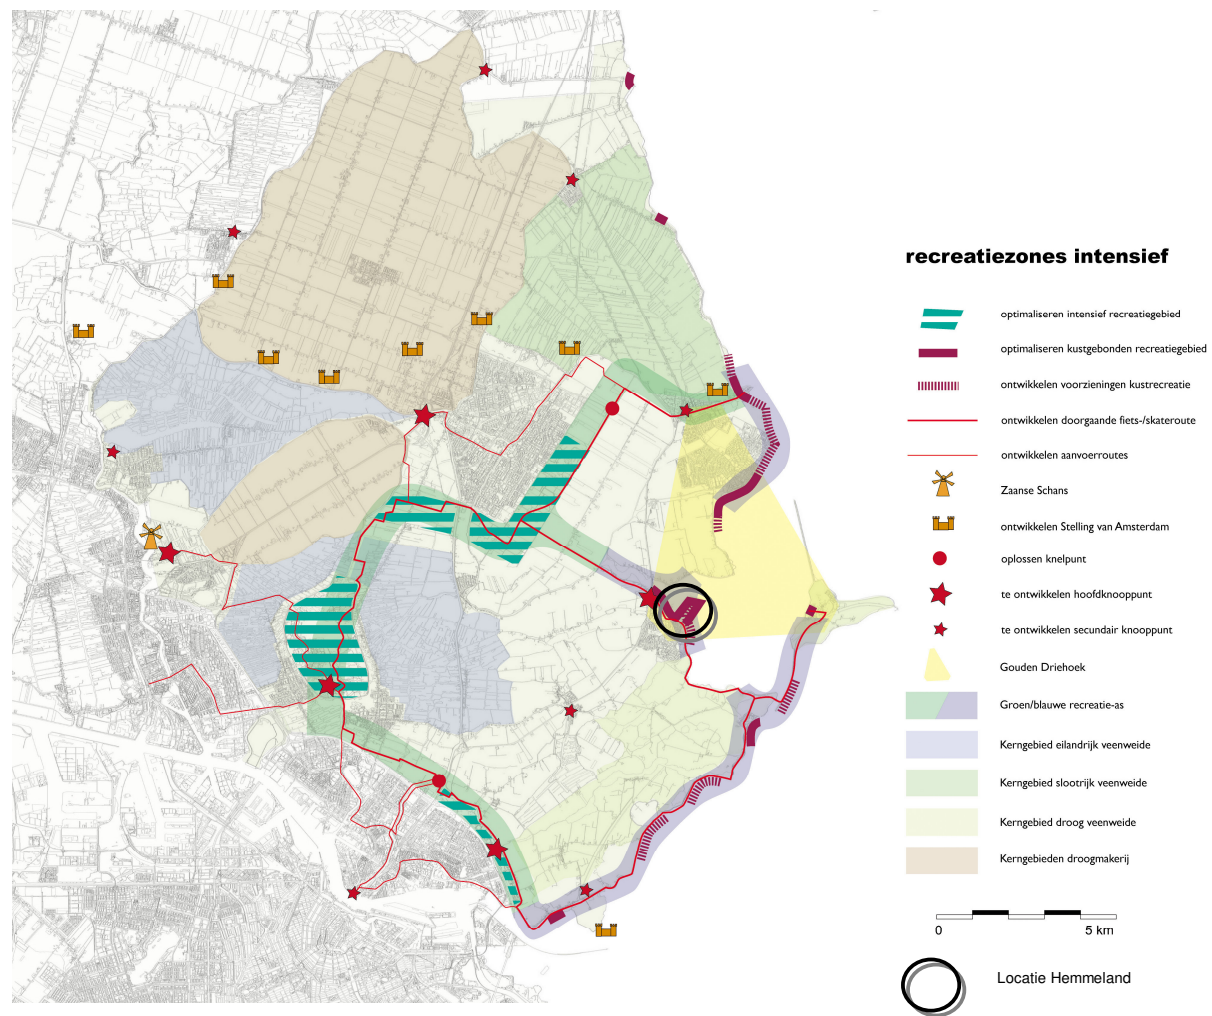 recreatiezones intensief
optimaliseren intensief recreatiegebied
optimaliseren kustgebonden recreatiegebied
ontwikkelen voorzieningen kustrecreatie
ontwikkelen doorgaande fiets-/skateroute
ontwikkelen aanvoerroutes
Zaanse Schans
ontwikkelen Stelling van Amsterdam
oplossen knelpunt
te ontwikkelen hoofdknooppunt
te ontwikkelen secundair knooppunt
Gouden Driehoek
Groen/blauwe recreatie-as
Kerngebied eilandrijk veenweide
Kerngebied slootrijk veenweide
Kerngebied droog veenweide
Kerngebieden droogmakerij
0 5 km
Locatie Hemmeland